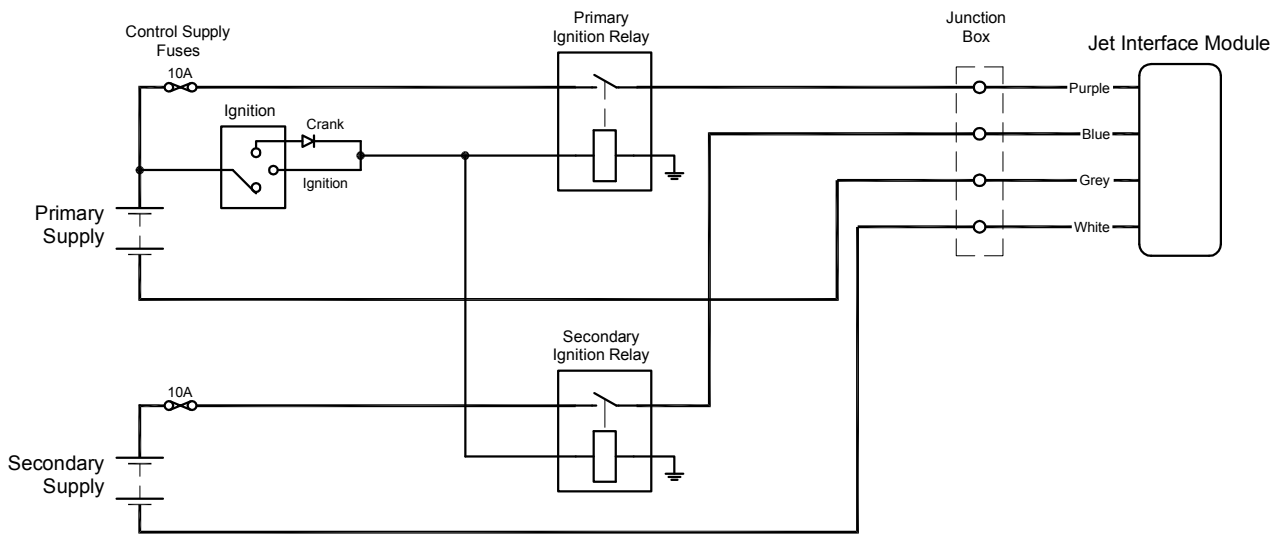 Primary
Ignition Relay
Junction
Box
Control Supply
Fuses
Jet Interface Module
10A
Purple
Ignition
Crank
Blue
Ignition
Grey
Primary
Supply
White
Secondary
Ignition Relay
10A
Secondary
Supply